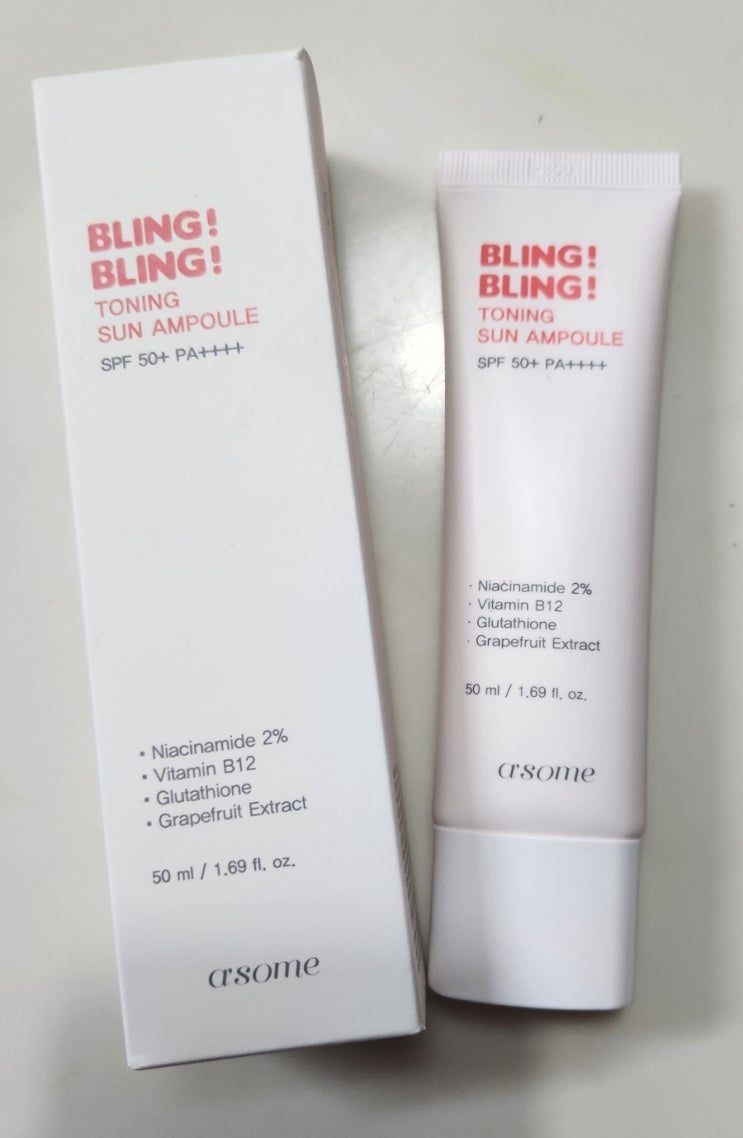 BLING!
BLING!
TONING
SUN AMPOULE
SPF 50+ PA++++
▪ Niacinamide 2%
▪ Vitamin B12
▪ Glutathione
▪ Grapefruit Extract
50 ml / 1.69 fl. oz.
a'some
BLING!
BLING!
TONING
SUN AMPOULE
SPF 50+ PA++++
· Niacinamide 2%
· Vitamin B12
· Glutathione
· Grapefruit Extract
50 ml / 1.69 fl. oz.
a'some